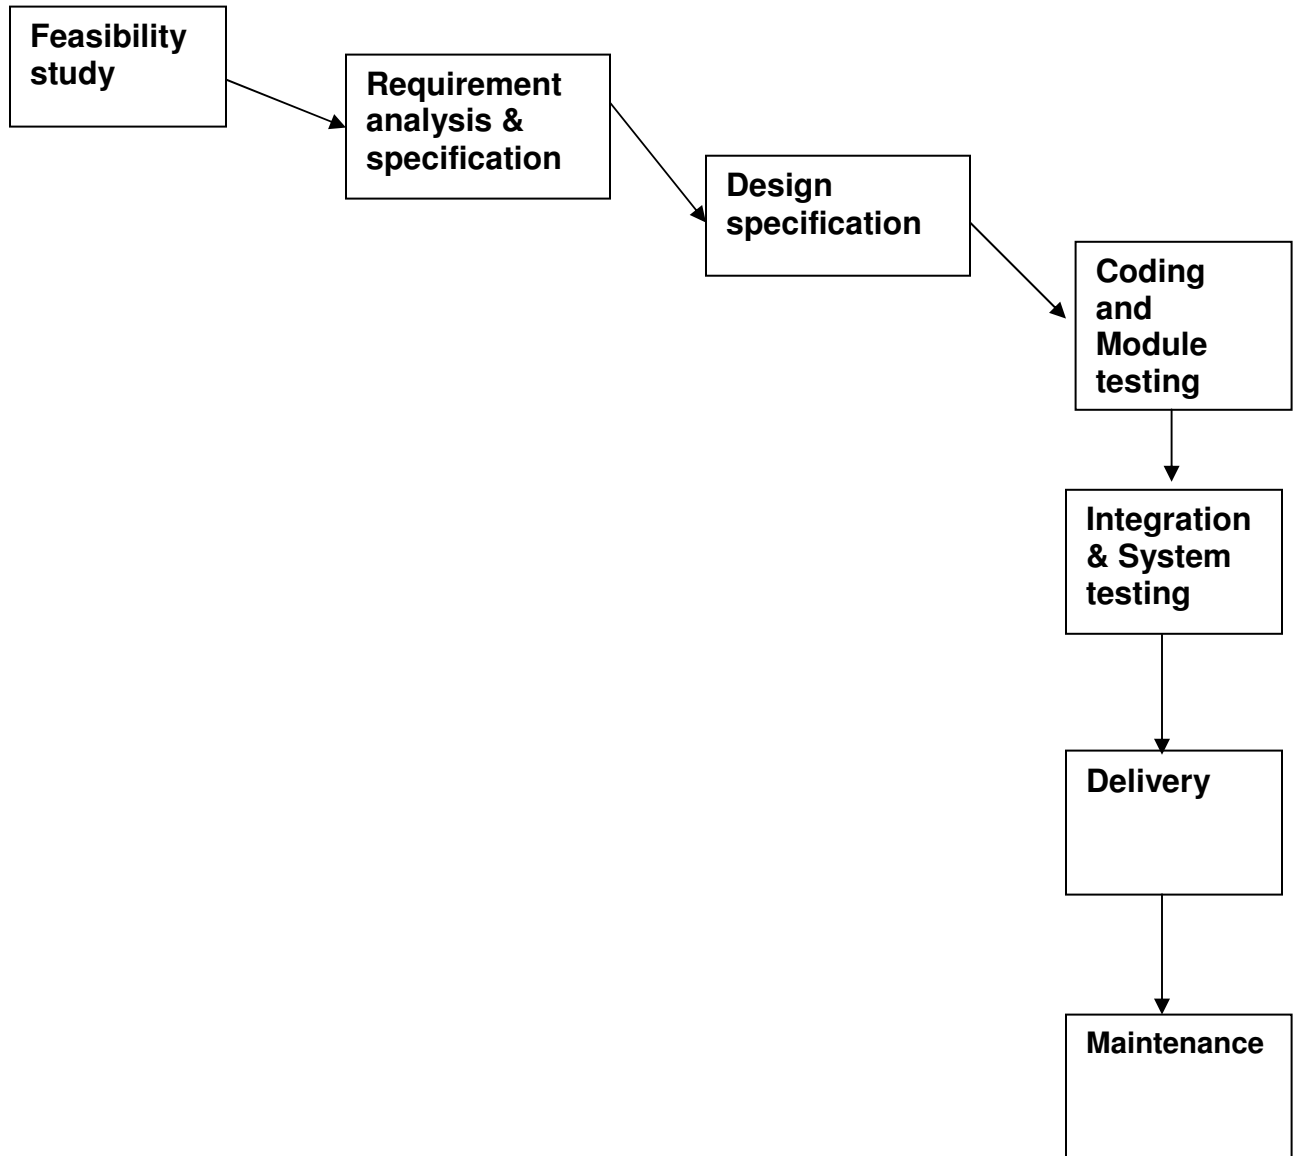 Feasibility
study
Requirement
analysis &
specification
Design
specification
Coding
and
Module
testing
Integration
& System
testing
Delivery
Maintenance